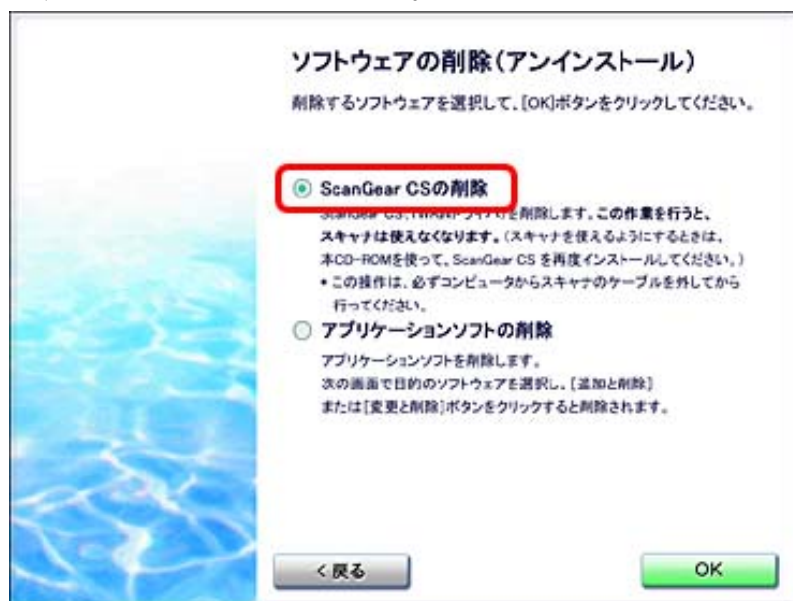 ソフトウェアの削除(アンインストール)
削除するソフトウェアを選択して、[OK]ボタンをクリックしてください。
ScanGear CSの削除
ScanGear CS(TWAINドライバ)を削除します。この作業を行うと、
スキャナは使えなくなります。(スキャナを使えるようにするときは、
本CD-ROMを使って、ScanGear CS を再度インストールしてください。)
• この操作は、必ずコンピュータからスキャナのケーブルを外してから
行ってください。
アプリケーションソフトの削除
アプリケーションソフトを削除します。
次の画面で目的のソフトウェアを選択し、[追加と削除]
または[変更と削除]ボタンをクリックすると削除されます。
<戻る
OK